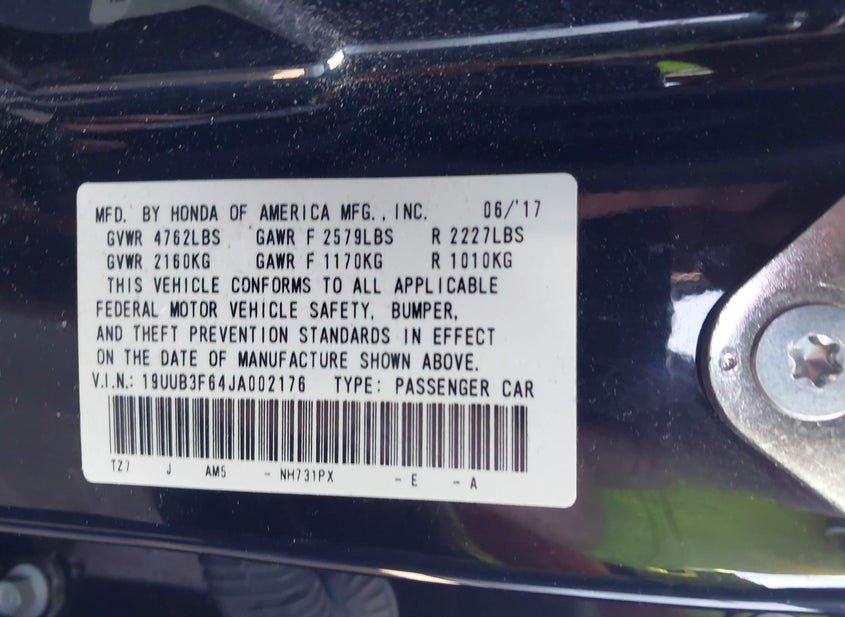 MFD. BY HONDA OF AMERICA MFG., INC. 06/'17
GVWR 4762LBS GAWR F 2579LBS R 2227LBS
GVWR 2160KG GAWR F 1170KG R 1010KG
THIS VEHICLE CONFORMS TO ALL APPLICABLE
FEDERAL MOTOR VEHICLE SAFETY, BUMPER,
AND THEFT PREVENTION STANDARDS IN EFFECT
ON THE DATE OF MANUFACTURE SHOWN ABOVE.
V.I.N.: 19UUB3F64JA002176 TYPE: PASSENGER CAR
TZ7 J AM5 - NH731PX - E - A